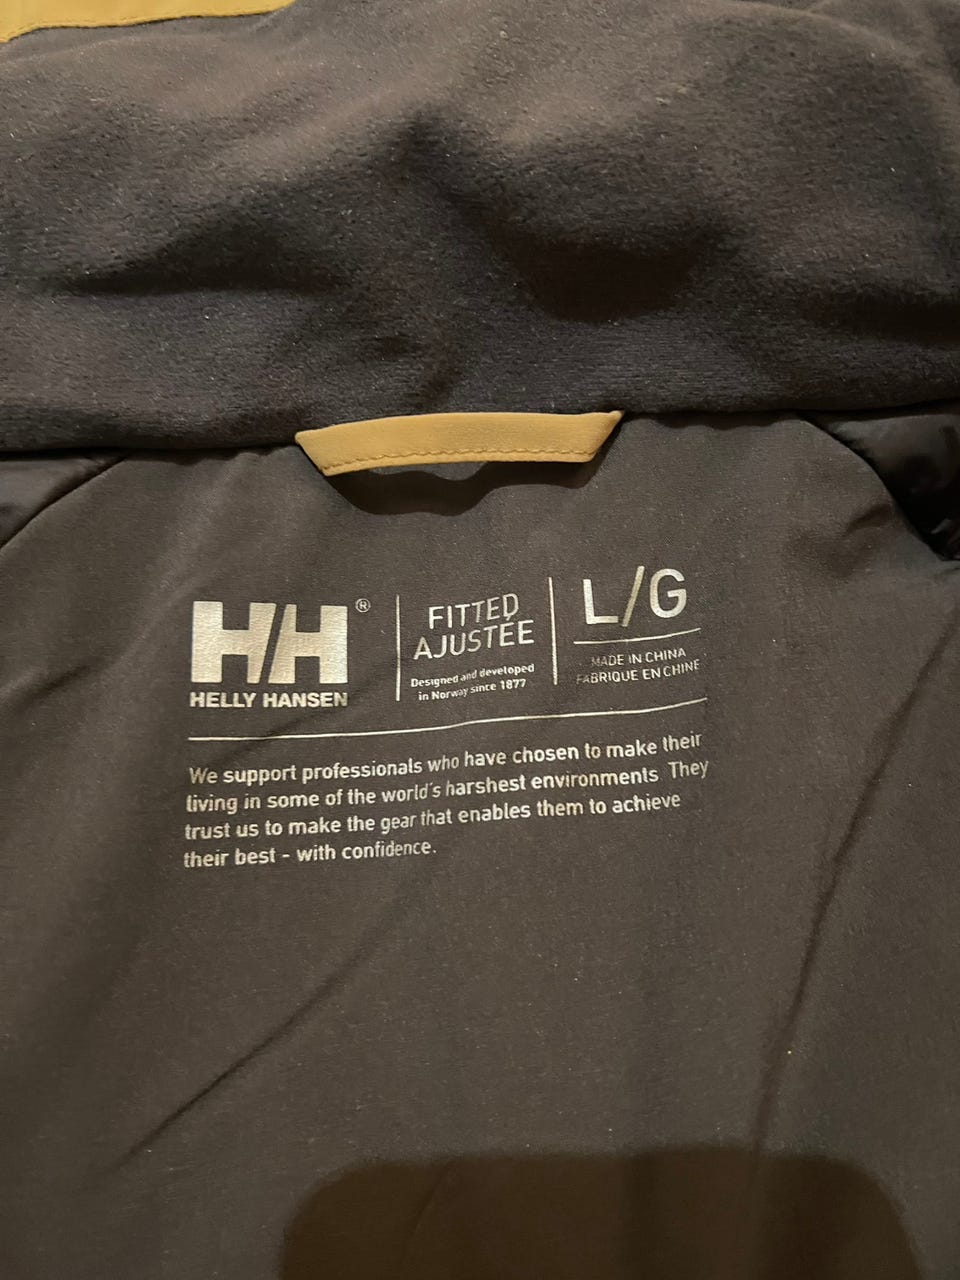 HH®
HELLY HANSEN
FITTED
AJUSTÉE
Designed and developed
in Norway since 1877
L/G
MADE IN CHINA
FABRIQUE EN CHINE
We support professionals who have chosen to make their
living in some of the world's harshest environments. They
trust us to make the gear that enables them to achieve
their best - with confidence.